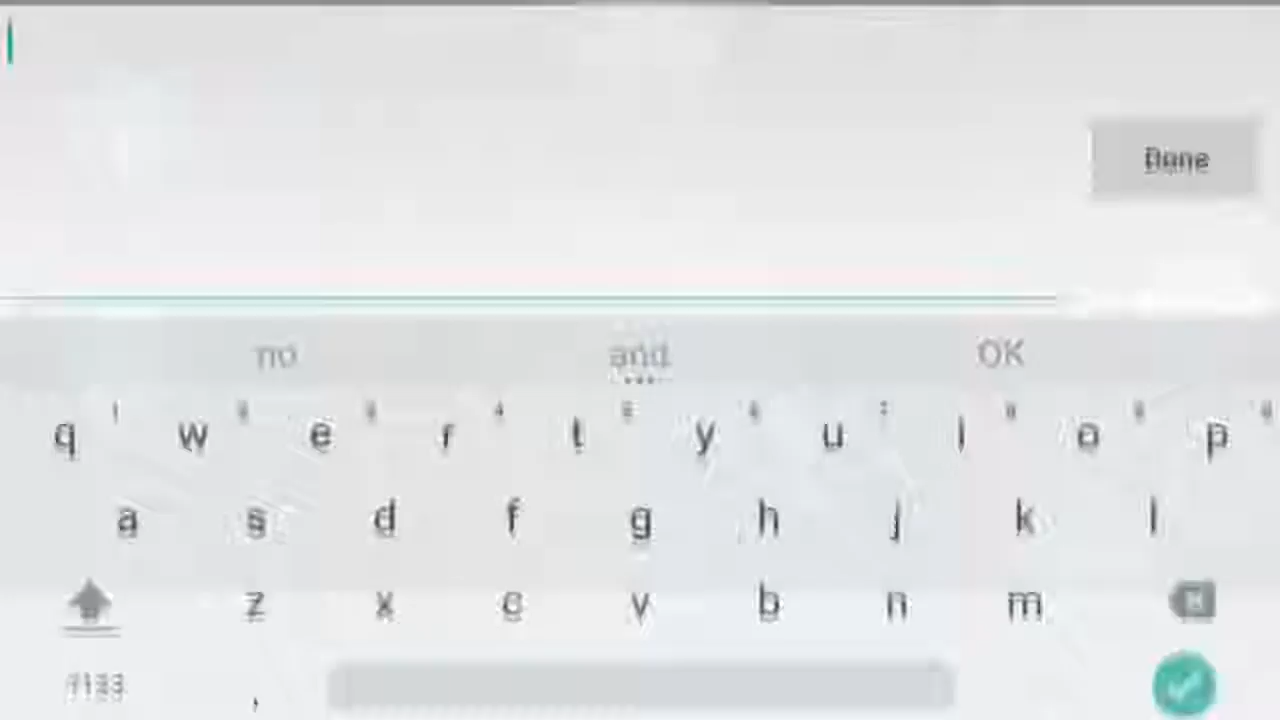 Done
no and OK
q w e r t y u i o p
a s d f g h j k l
z x c v b n m
?123 ,